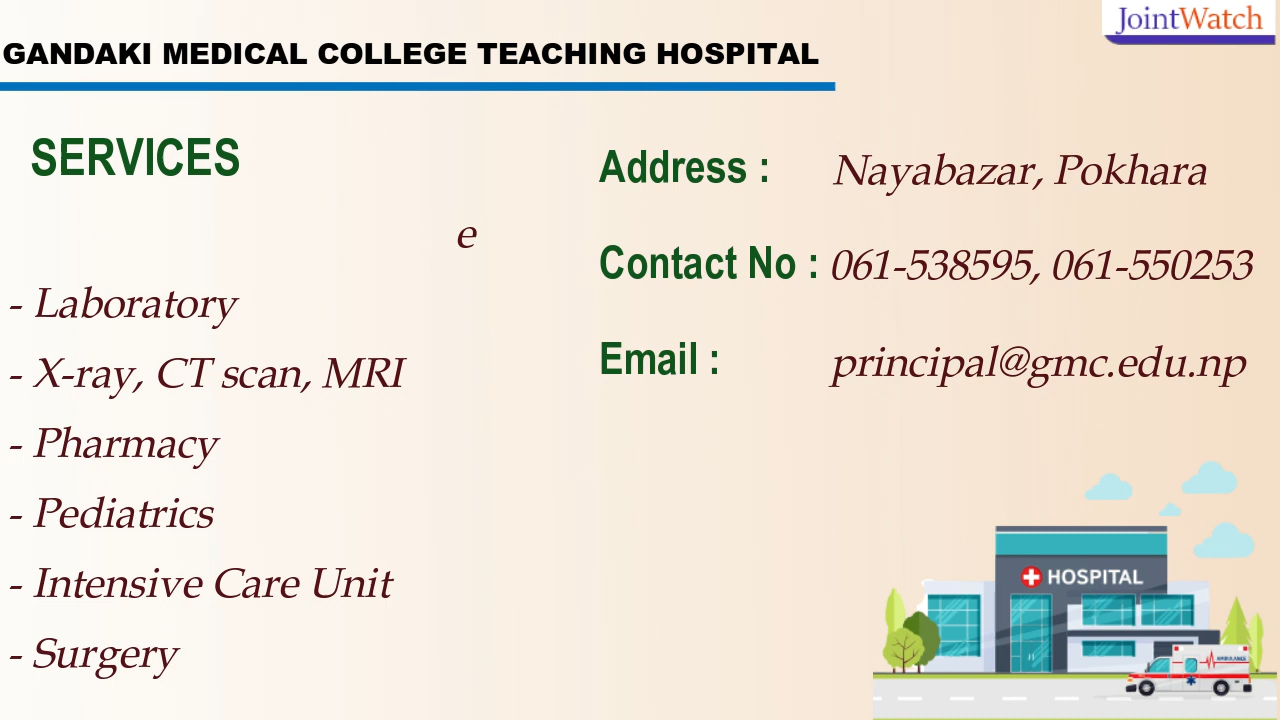 JointWatch
GANDAKI MEDICAL COLLEGE TEACHING HOSPITAL
SERVICES
e
- Laboratory
- X-ray, CT scan, MRI
- Pharmacy
- Pediatrics
- Intensive Care Unit
- Surgery
Address : Nayabazar, Pokhara
Contact No : 061-538595, 061-550253
Email : principal@gmc.edu.np
HOSPITAL
AMBULANCE